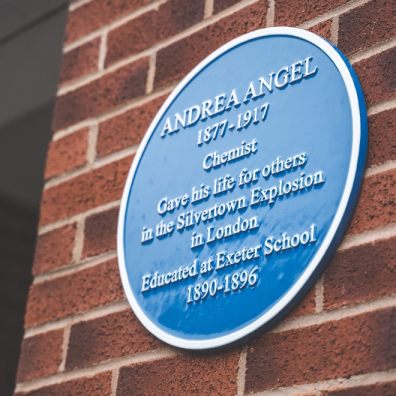 ANDREA ANGEL
1877-1917
Chemist
Gave his life for others
in the Silvertown Explosion
in London
Educated at Exeter School
1890-1896